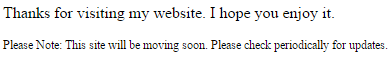 Thanks for visiting my website. I hope you enjoy it.
Please Note: This site will be moving soon. Please check periodically for updates.